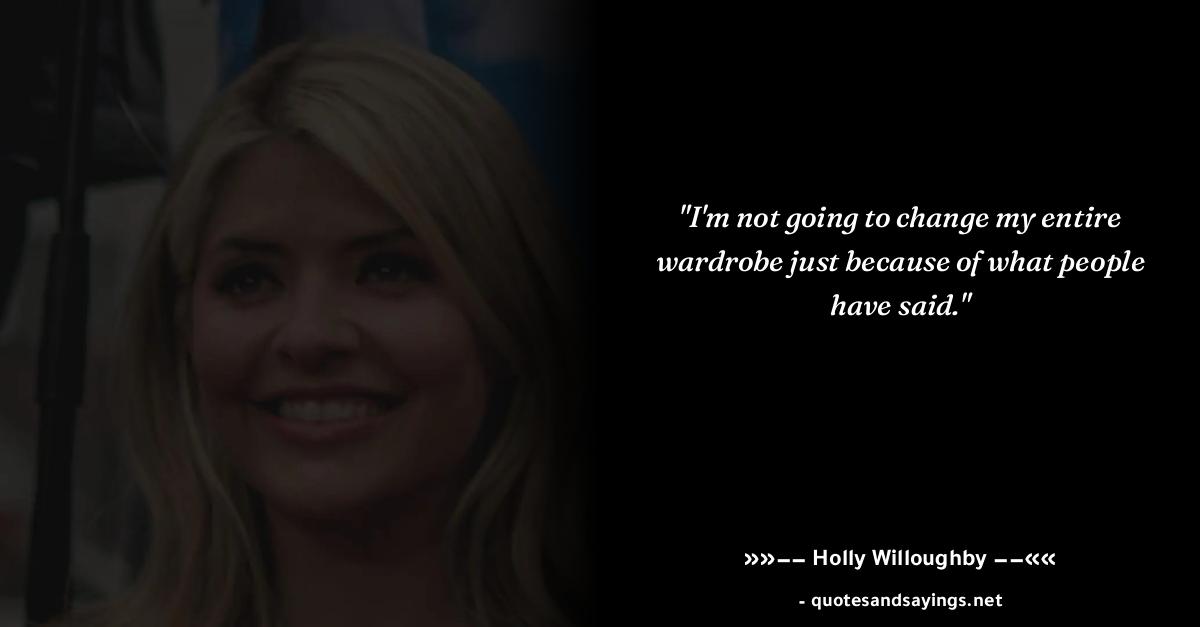 "I'm not going to change my entire
wardrobe just because of what people
have said."
»»−− Holly Willoughby −−««
- quotesandsayings.net